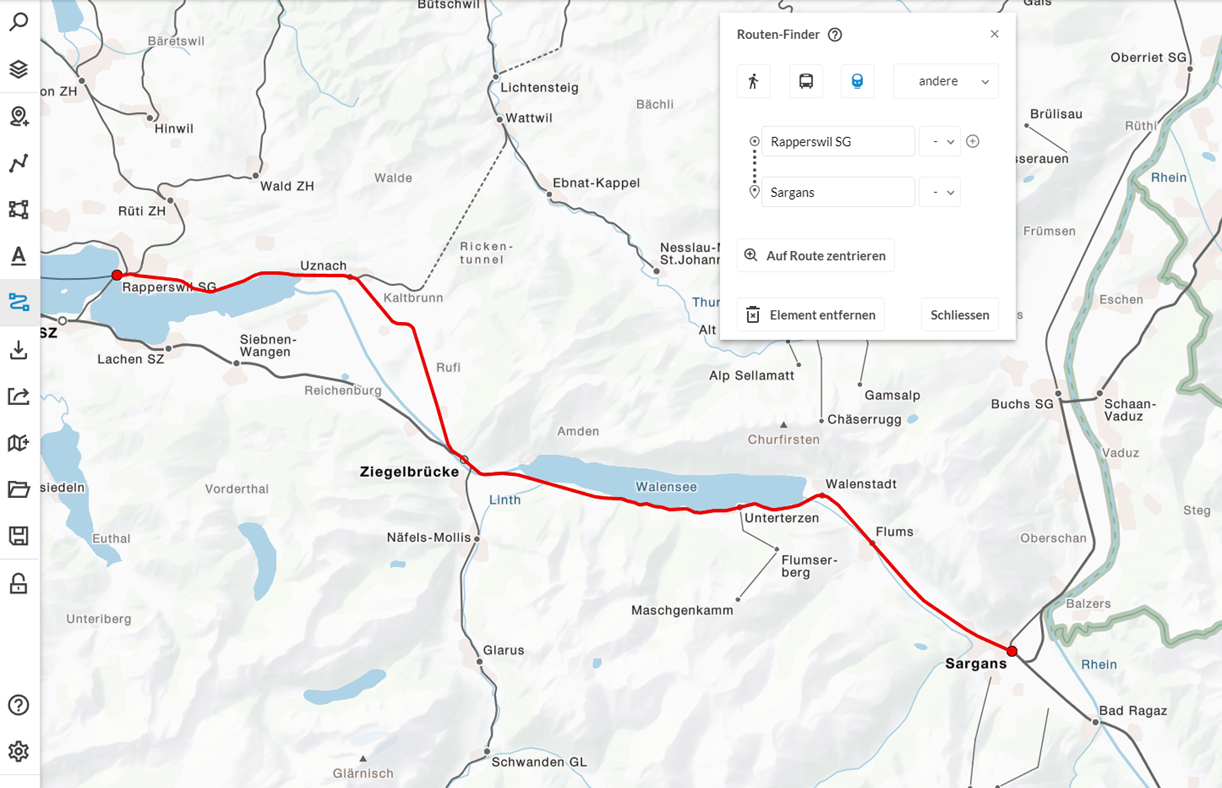 Bütschwil
Gais
Bäretswil
Oberriet SG
on ZH
Lichtensteig
Bächli
Brülisau
Hinwil
Wattwil
Rüthi
sserauen
Walde
Ebnat-Kappel
Rhein
Wald ZH
Rüti ZH
Frümsen
Ricken-
tunnel
Nesslau-N
St.Johann
Uznach
Rapperswil SG
Kaltbrunn
Eschen
Thur
SZ
Alt
s
Siebnen-
Wangen
Lachen SZ
Rufi
Alp Sellamatt
Reichenburg
Gamsalp
Buchs SG
Schaan-
Vaduz
Chäserrugg
Amden
Churfirsten
Vaduz
Ziegelbrücke
siedeln
Vorderthal
Walensee
Walenstadt
Linth
Unterterzen
Steg
Flums
Euthal
Näfels-Mollis
Oberschan
Flumser-
berg
Maschgenkamm
Balzers
Unteriberg
Glarus
Sargans
Rhein
Bad Ragaz
Schwanden GL
Glärnisch
Routen-Finder
andere
Rapperswil SG
-
Sargans
-
Auf Route zentrieren
Element entfernen
Schliessen